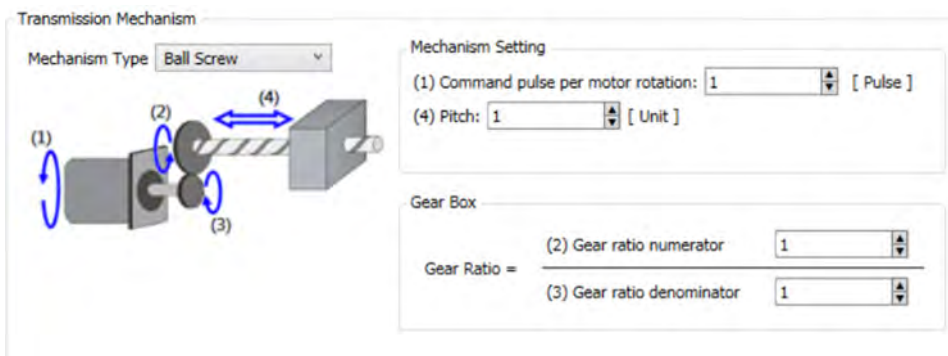 Transmission Mechanism
Mechanism Type Ball Screw
(1)
(2)
(4)
(3)
Mechanism Setting
(1) Command pulse per motor rotation: 1 [ Pulse ]
(4) Pitch: 1 [ Unit ]
Gear Box
Gear Ratio =
(2) Gear ratio numerator 1
(3) Gear ratio denominator 1